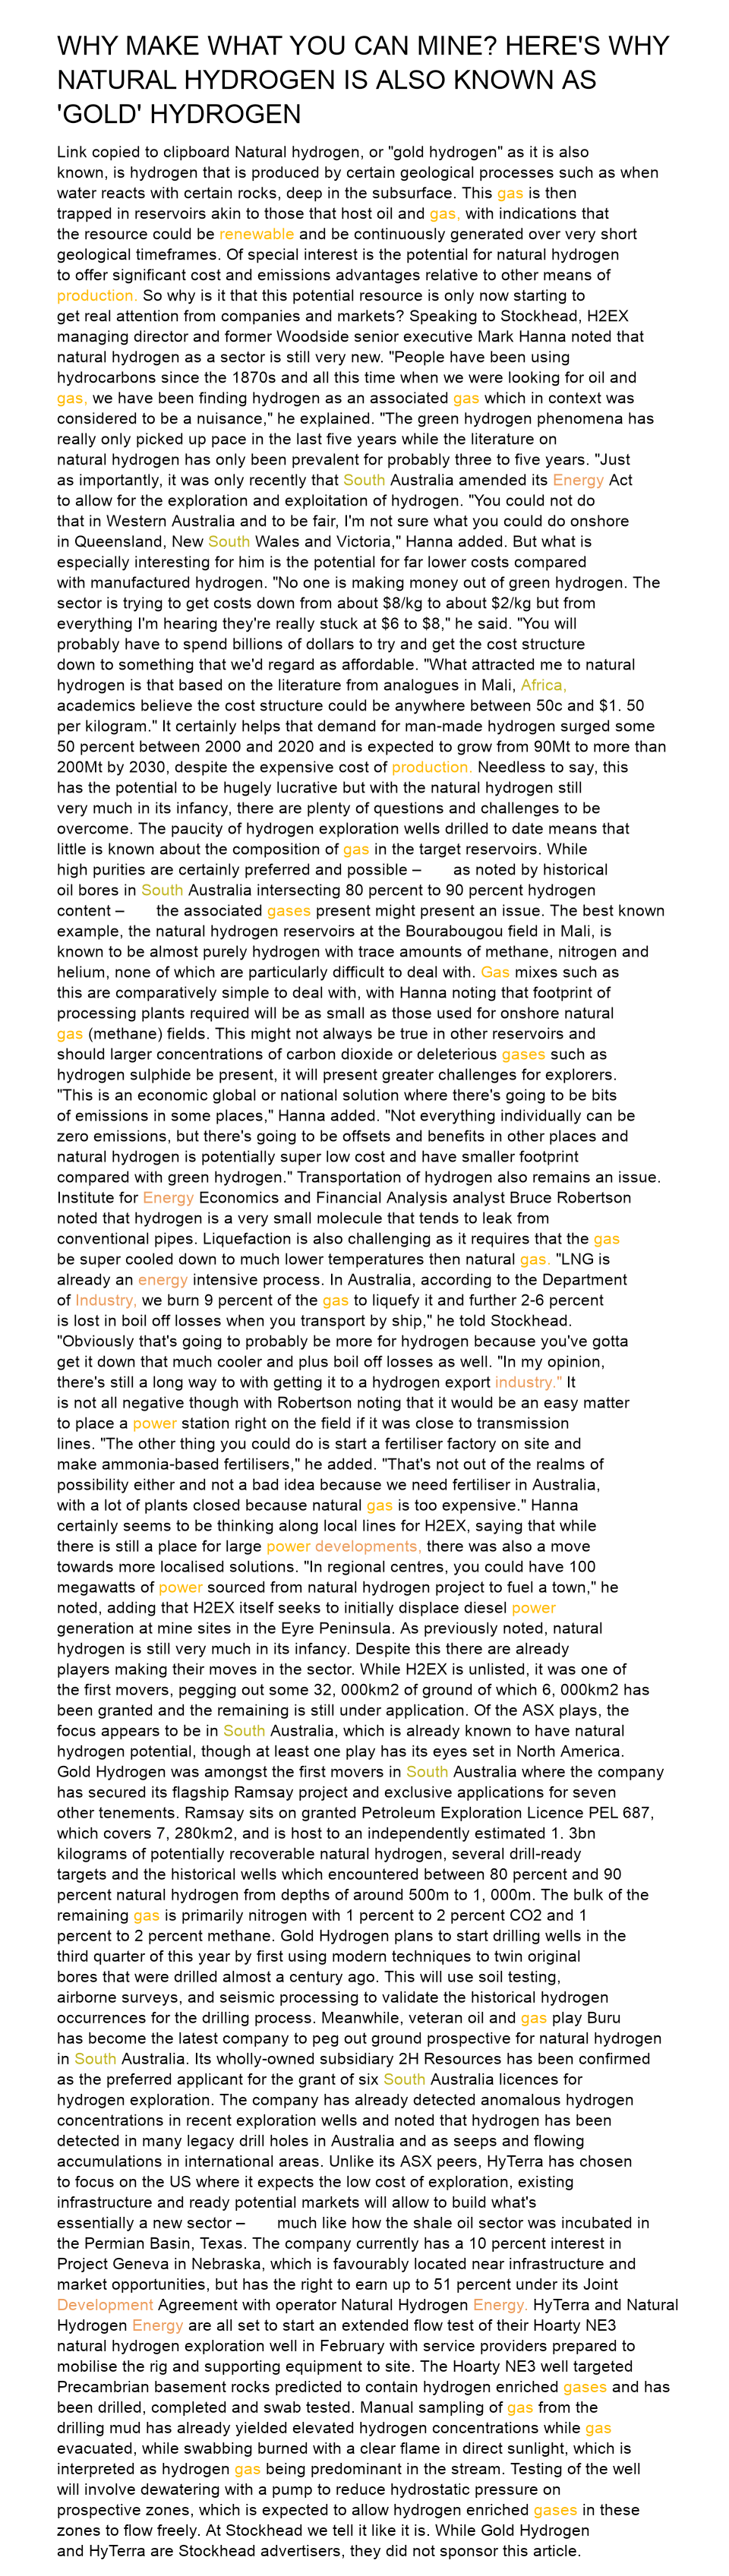 WHY MAKE WHAT YOU CAN MINE? HERE'S WHY
NATURAL HYDROGEN IS ALSO KNOWN AS
'GOLD' HYDROGEN
Link copied to clipboard Natural hydrogen, or "gold hydrogen" as it is also
known, is hydrogen that is produced by certain geological processes such as when
water reacts with certain rocks, deep in the subsurface. This gas is then
trapped in reservoirs akin to those that host oil and gas, with indications that
the resource could be renewable and be continuously generated over very short
geological timeframes. Of special interest is the potential for natural hydrogen
to offer significant cost and emissions advantages relative to other means of
production. So why is it that this potential resource is only now starting to
get real attention from companies and markets? Speaking to Stockhead, H2EX
managing director and former Woodside senior executive Mark Hanna noted that
natural hydrogen as a sector is still very new. "People have been using
hydrocarbons since the 1870s and all this time when we were looking for oil and
gas, we have been finding hydrogen as an associated gas which in context was
considered to be a nuisance," he explained. "The green hydrogen phenomena has
really only picked up pace in the last five years while the literature on
natural hydrogen has only been prevalent for probably three to five years. "Just
as importantly, it was only recently that South Australia amended its Energy Act
to allow for the exploration and exploitation of hydrogen. "You could not do
that in Western Australia and to be fair, I'm not sure what you could do onshore
in Queensland, New South Wales and Victoria," Hanna added. But what is
especially interesting for him is the potential for far lower costs compared
with manufactured hydrogen. "No one is making money out of green hydrogen. The
sector is trying to get costs down from about $8/kg to about $2/kg but from
everything I'm hearing they're really stuck at $6 to $8," he said. "You will
probably have to spend billions of dollars to try and get the cost structure
down to something that we'd regard as affordable. "What attracted me to natural
hydrogen is that based on the literature from analogues in Mali, Africa,
academics believe the cost structure could be anywhere between 50c and $1. 50
per kilogram." It certainly helps that demand for man-made hydrogen surged some
50 percent between 2000 and 2020 and is expected to grow from 90Mt to more than
200Mt by 2030, despite the expensive cost of production. Needless to say, this
has the potential to be hugely lucrative but with the natural hydrogen still
very much in its infancy, there are plenty of questions and challenges to be
overcome. The paucity of hydrogen exploration wells drilled to date means that
little is known about the composition of gas in the target reservoirs. While
high purities are certainly preferred and possible – as noted by historical
oil bores in South Australia intersecting 80 percent to 90 percent hydrogen
content – the associated gases present might present an issue. The best known
example, the natural hydrogen reservoirs at the Bourabougou field in Mali, is
known to be almost purely hydrogen with trace amounts of methane, nitrogen and
helium, none of which are particularly difficult to deal with. Gas mixes such as
this are comparatively simple to deal with, with Hanna noting that footprint of
processing plants required will be as small as those used for onshore natural
gas (methane) fields. This might not always be true in other reservoirs and
should larger concentrations of carbon dioxide or deleterious gases such as
hydrogen sulphide be present, it will present greater challenges for explorers.
"This is an economic global or national solution where there's going to be bits
of emissions in some places," Hanna added. "Not everything individually can be
zero emissions, but there's going to be offsets and benefits in other places and
natural hydrogen is potentially super low cost and have smaller footprint
compared with green hydrogen." Transportation of hydrogen also remains an issue.
Institute for Energy Economics and Financial Analysis analyst Bruce Robertson
noted that hydrogen is a very small molecule that tends to leak from
conventional pipes. Liquefaction is also challenging as it requires that the gas
be super cooled down to much lower temperatures then natural gas. "LNG is
already an energy intensive process. In Australia, according to the Department
of Industry, we burn 9 percent of the gas to liquefy it and further 2-6 percent
is lost in boil off losses when you transport by ship," he told Stockhead.
"Obviously that's going to probably be more for hydrogen because you've gotta
get it down that much cooler and plus boil off losses as well. "In my opinion,
there's still a long way to with getting it to a hydrogen export industry." It
is not all negative though with Robertson noting that it would be an easy matter
to place a power station right on the field if it was close to transmission
lines. "The other thing you could do is start a fertiliser factory on site and
make ammonia-based fertilisers," he added. "That's not out of the realms of
possibility either and not a bad idea because we need fertiliser in Australia,
with a lot of plants closed because natural gas is too expensive." Hanna
certainly seems to be thinking along local lines for H2EX, saying that while
there is still a place for large power developments, there was also a move
towards more localised solutions. "In regional centres, you could have 100
megawatts of power sourced from natural hydrogen project to fuel a town," he
noted, adding that H2EX itself seeks to initially displace diesel power
generation at mine sites in the Eyre Peninsula. As previously noted, natural
hydrogen is still very much in its infancy. Despite this there are already
players making their moves in the sector. While H2EX is unlisted, it was one of
the first movers, pegging out some 32, 000km2 of ground of which 6, 000km2 has
been granted and the remaining is still under application. Of the ASX plays, the
focus appears to be in South Australia, which is already known to have natural
hydrogen potential, though at least one play has its eyes set in North America.
Gold Hydrogen was amongst the first movers in South Australia where the company
has secured its flagship Ramsay project and exclusive applications for seven
other tenements. Ramsay sits on granted Petroleum Exploration Licence PEL 687,
which covers 7, 280km2, and is host to an independently estimated 1. 3bn
kilograms of potentially recoverable natural hydrogen, several drill-ready
targets and the historical wells which encountered between 80 percent and 90
percent natural hydrogen from depths of around 500m to 1, 000m. The bulk of the
remaining gas is primarily nitrogen with 1 percent to 2 percent CO2 and 1
percent to 2 percent methane. Gold Hydrogen plans to start drilling wells in the
third quarter of this year by first using modern techniques to twin original
bores that were drilled almost a century ago. This will use soil testing,
airborne surveys, and seismic processing to validate the historical hydrogen
occurrences for the drilling process. Meanwhile, veteran oil and gas play Buru
has become the latest company to peg out ground prospective for natural hydrogen
in South Australia. Its wholly-owned subsidiary 2H Resources has been confirmed
as the preferred applicant for the grant of six South Australia licences for
hydrogen exploration. The company has already detected anomalous hydrogen
concentrations in recent exploration wells and noted that hydrogen has been
detected in many legacy drill holes in Australia and as seeps and flowing
accumulations in international areas. Unlike its ASX peers, HyTerra has chosen
to focus on the US where it expects the low cost of exploration, existing
infrastructure and ready potential markets will allow to build what's
essentially a new sector – much like how the shale oil sector was incubated in
the Permian Basin, Texas. The company currently has a 10 percent interest in
Project Geneva in Nebraska, which is favourably located near infrastructure and
market opportunities, but has the right to earn up to 51 percent under its Joint
Development Agreement with operator Natural Hydrogen Energy. HyTerra and Natural
Hydrogen Energy are all set to start an extended flow test of their Hoarty NE3
natural hydrogen exploration well in February with service providers prepared to
mobilise the rig and supporting equipment to site. The Hoarty NE3 well targeted
Precambrian basement rocks predicted to contain hydrogen enriched gases and has
been drilled, completed and swab tested. Manual sampling of gas from the
drilling mud has already yielded elevated hydrogen concentrations while gas
evacuated, while swabbing burned with a clear flame in direct sunlight, which is
interpreted as hydrogen gas being predominant in the stream. Testing of the well
will involve dewatering with a pump to reduce hydrostatic pressure on
prospective zones, which is expected to allow hydrogen enriched gases in these
zones to flow freely. At Stockhead we tell it like it is. While Gold Hydrogen
and HyTerra are Stockhead advertisers, they did not sponsor this article.